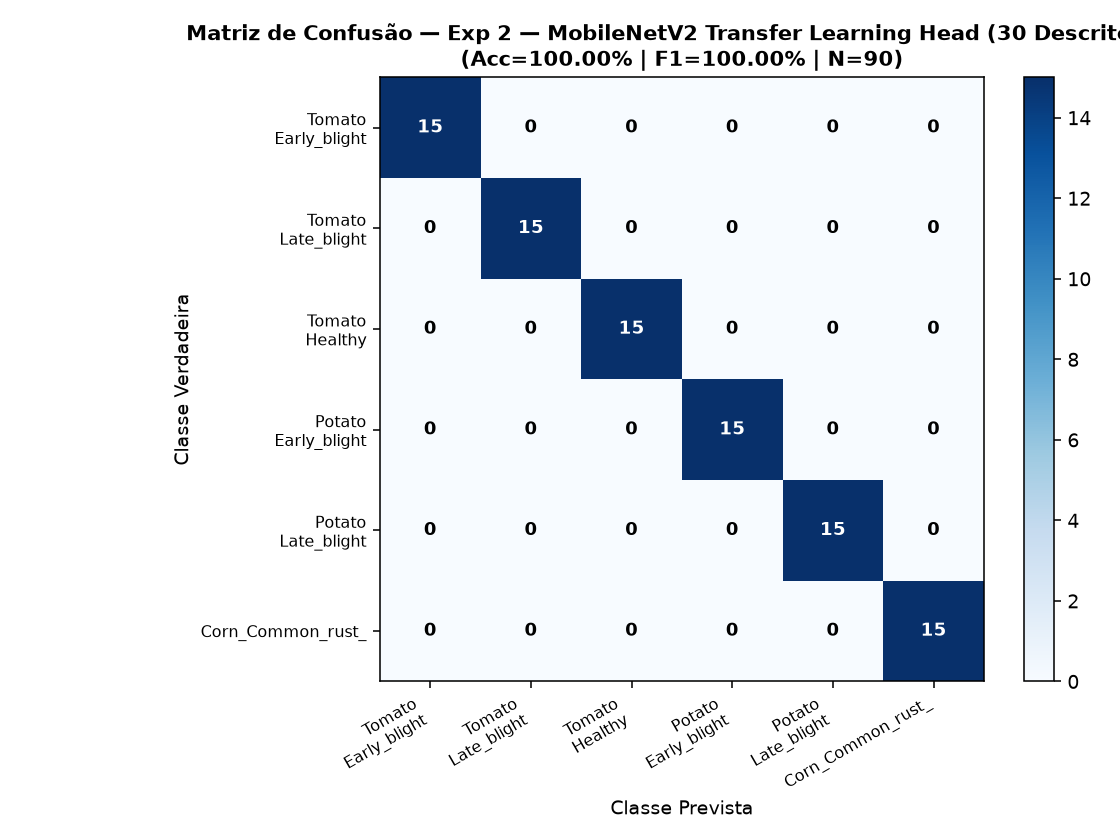 Matriz de Confusão — Exp 2 — MobileNetV2 Transfer Learning Head (30
(Acc=100.00% | F1=100.00% | N=90)
Tomato
Early_blight
15 0 0 0 0 0
Tomato
Late_blight
0 15 0 0 0 0
Tomato
Healthy
0 0 15 0 0 0
Potato
Early_blight
0 0 0 15 0 0
Potato
Late_blight
0 0 0 0 15 0
Corn_Common_rust_
0 0 0 0 0 15
Classe Verdadeira
Tomato
Early_blight
Tomato
Late_blight
Tomato
Healthy
Potato
Early_blight
Potato
Late_blight
Corn_Common_rust_
Classe Prevista
14
12
10
8
6
4
2
0